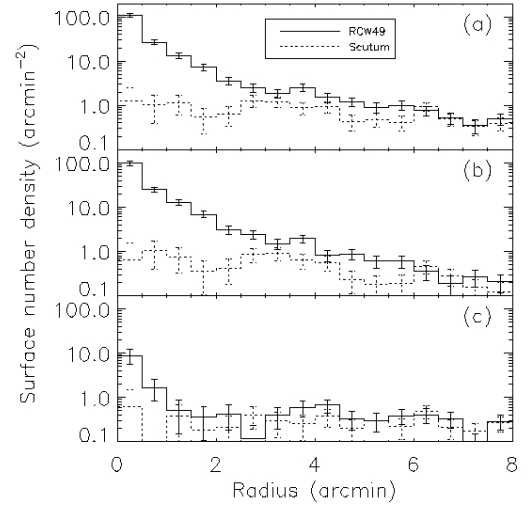 100.0
10.0
1.0
0.1
(a)
RCW49
Scutum
100.0
10.0
1.0
0.1
(b)
100.0
10.0
1.0
0.1
(c)
Surface number density (arcmin⁻²)
0 2 4 6 8
Radius (arcmin)